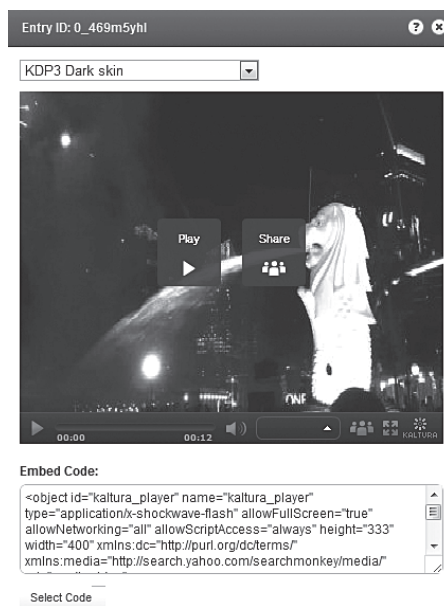 Entry ID: 0_469m5yhl
KDP3 Dark skin
Play
Share
ONE
00:00
00:12
KALTURA
Embed Code:
<object id="kaltura_player" name="kaltura_player"
type="application/x-shockwave-flash" allowFullScreen="true"
allowNetworking="all" allowScriptAccess="always" height="333"
width="400" xmlns:dc="http://purl.org/dc/terms/"
xmlns:media="http://search.yahoo.com/searchmonkey/media/"
Select Code